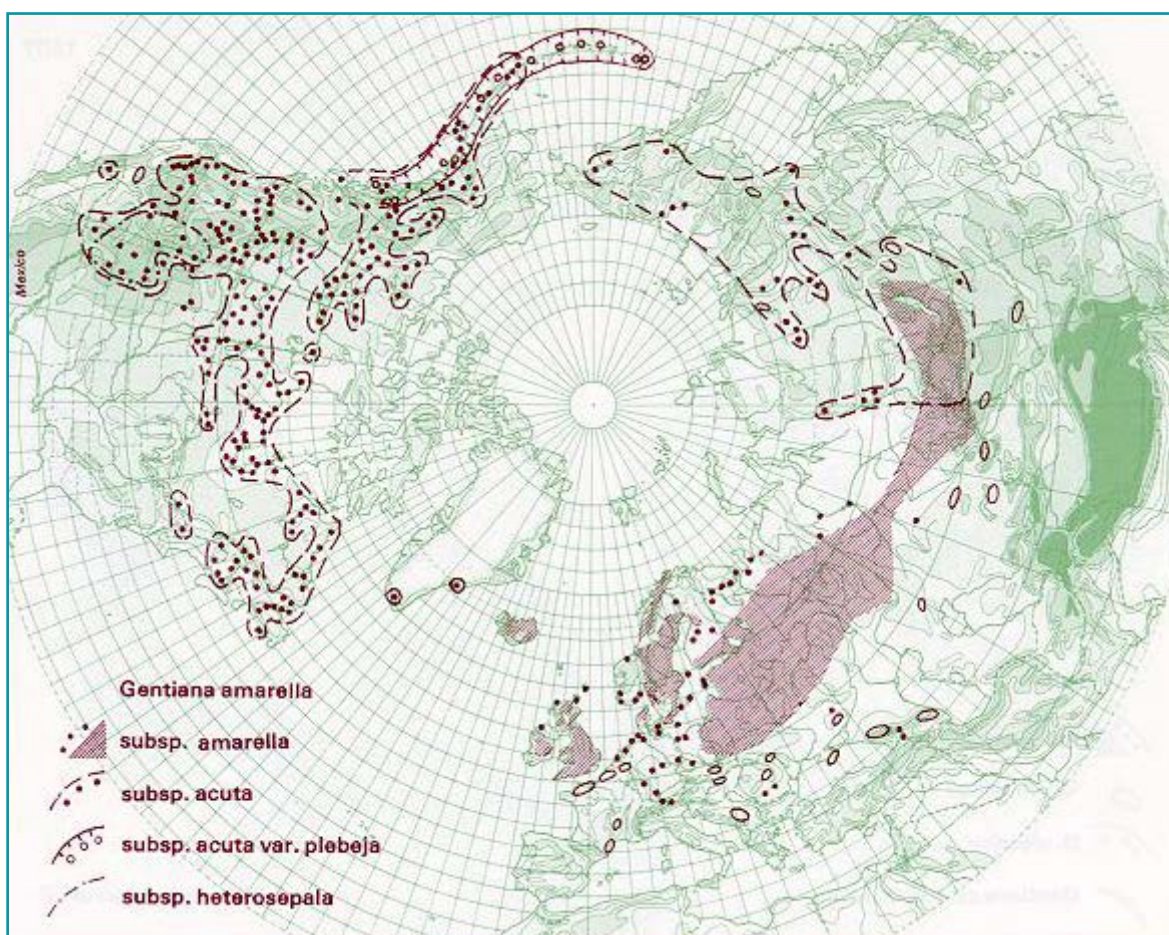 Mexico
Gentiana amarella
subsp. amarella
subsp. acuta
subsp. acuta var. plebeja
subsp. heterosepala